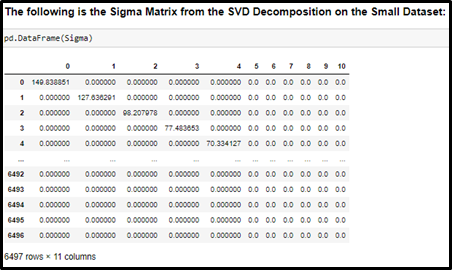 The following is the Sigma Matrix from the SVD Decomposition on the Small Dataset:
pd.DataFrame(Sigma)
0 1 2 3 4 5 6 7 8 9 10
0 149.838851 0.000000 0.000000 0.000000 0.000000 0.0 0.0 0.0 0.0 0.0 0.0
1 0.000000 127.636291 0.000000 0.000000 0.000000 0.0 0.0 0.0 0.0 0.0 0.0
2 0.000000 0.000000 98.207978 0.000000 0.000000 0.0 0.0 0.0 0.0 0.0 0.0
3 0.000000 0.000000 0.000000 77.483653 0.000000 0.0 0.0 0.0 0.0 0.0 0.0
4 0.000000 0.000000 0.000000 0.000000 70.334127 0.0 0.0 0.0 0.0 0.0 0.0
... ... ... ... ... ... ... ... ... ... ... ...
6492 0.000000 0.000000 0.000000 0.000000 0.000000 0.0 0.0 0.0 0.0 0.0 0.0
6493 0.000000 0.000000 0.000000 0.000000 0.000000 0.0 0.0 0.0 0.0 0.0 0.0
6494 0.000000 0.000000 0.000000 0.000000 0.000000 0.0 0.0 0.0 0.0 0.0 0.0
6495 0.000000 0.000000 0.000000 0.000000 0.000000 0.0 0.0 0.0 0.0 0.0 0.0
6496 0.000000 0.000000 0.000000 0.000000 0.000000 0.0 0.0 0.0 0.0 0.0 0.0
6497 rows × 11 columns